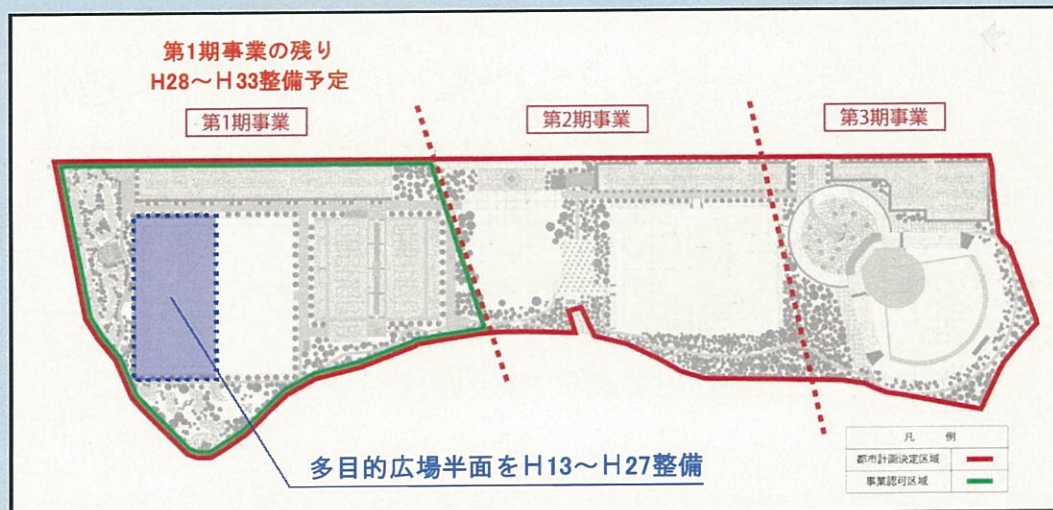 第1期事業の残り
H28～H33整備予定
第1期事業
第2期事業
第3期事業
多目的広場半面をH13～H27整備
凡 例
都市計画決定区域
事業認可区域